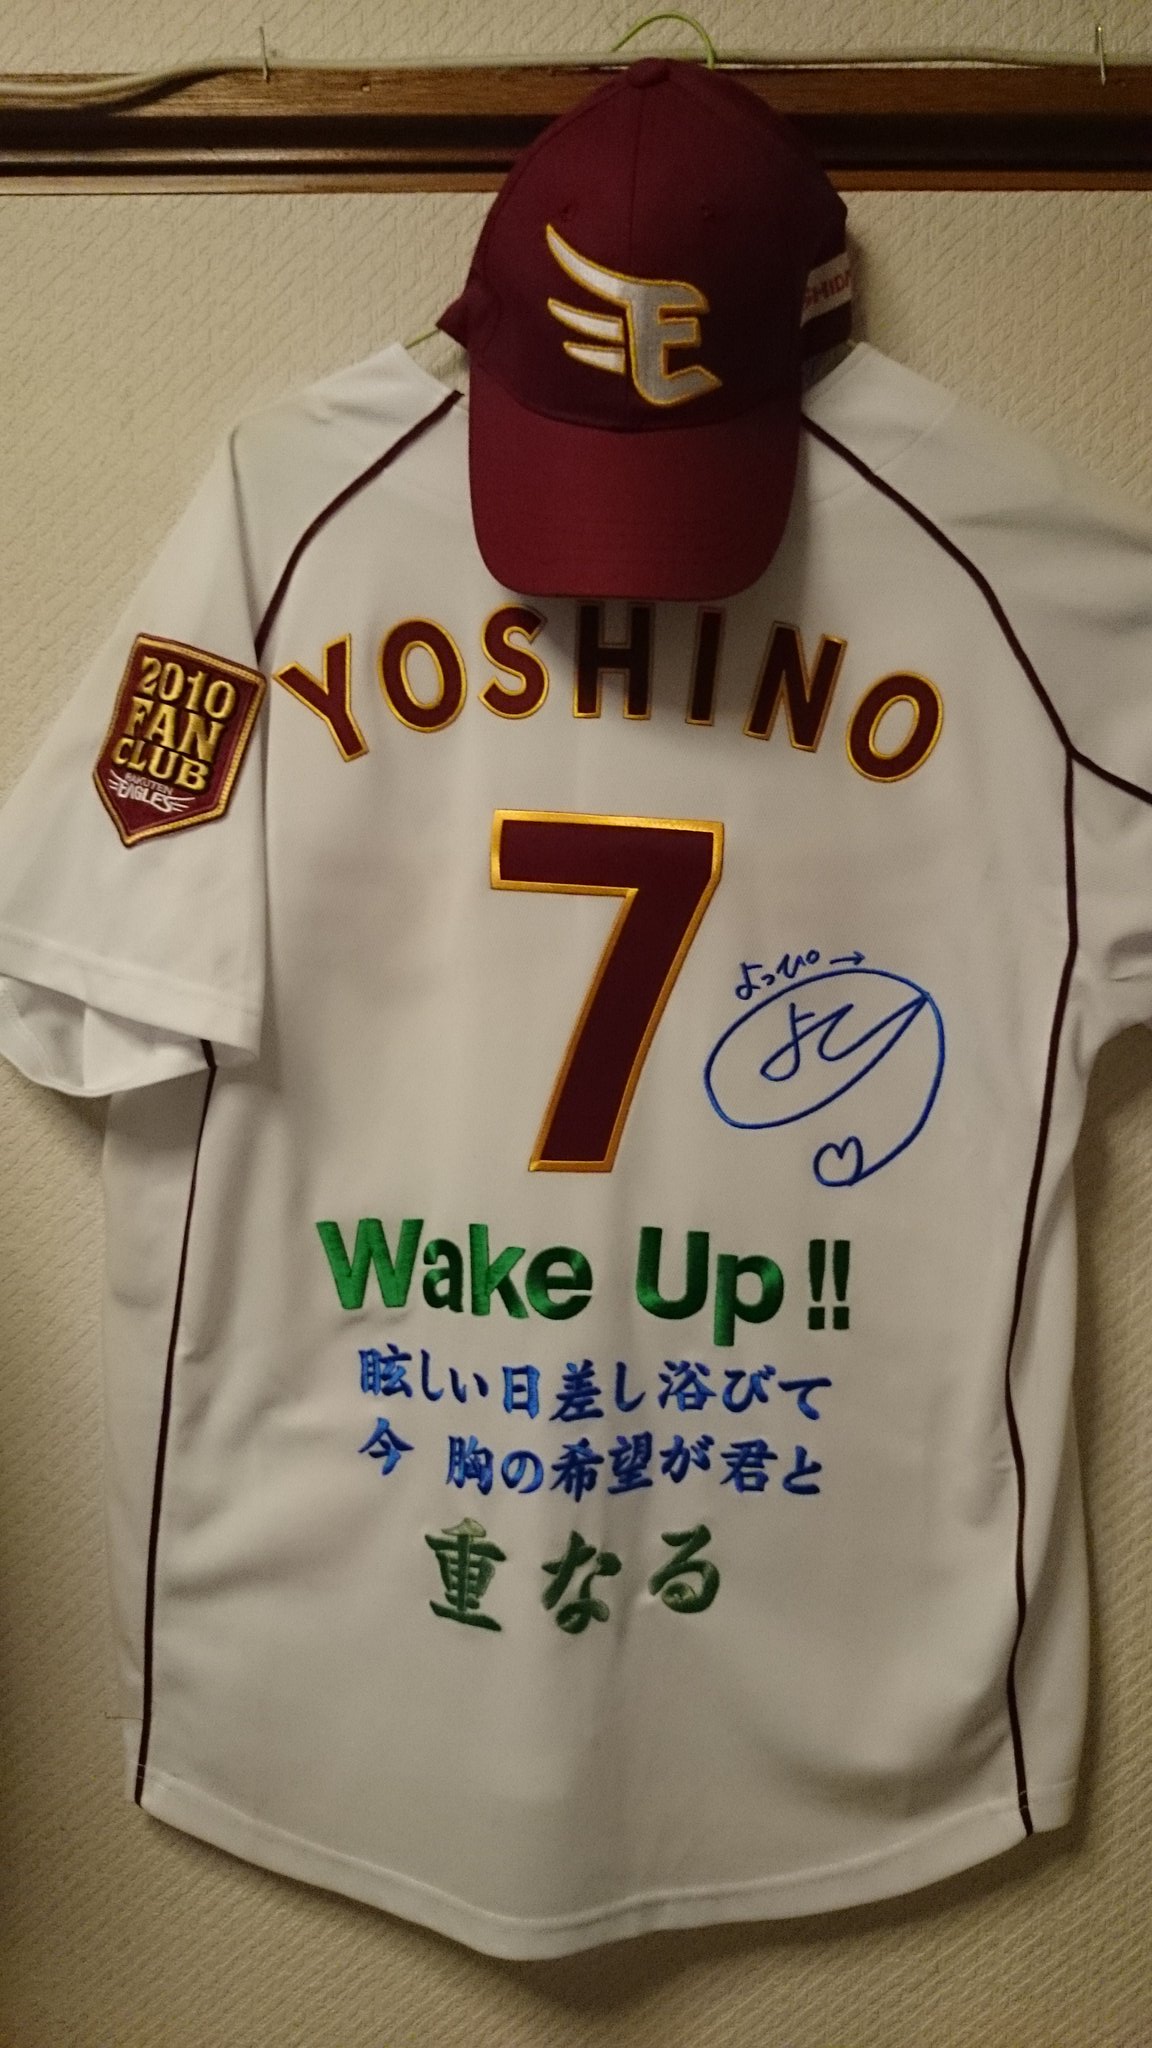 E
YOSHINO
2010
FAN
CLUB
RAKUTEN
EAGLES
7
よっぴー→
Wake Up!!
眩しい日差し浴びて
今 胸の希望が君と
重なる